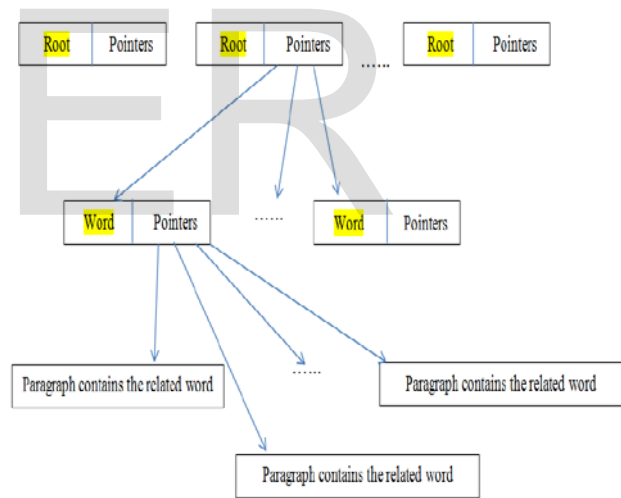 ER
Root Pointers Root Pointers ...... Root Pointers
Word Pointers ...... Word Pointers
Paragraph contains the related word ...... Paragraph contains the related word
Paragraph contains the related word